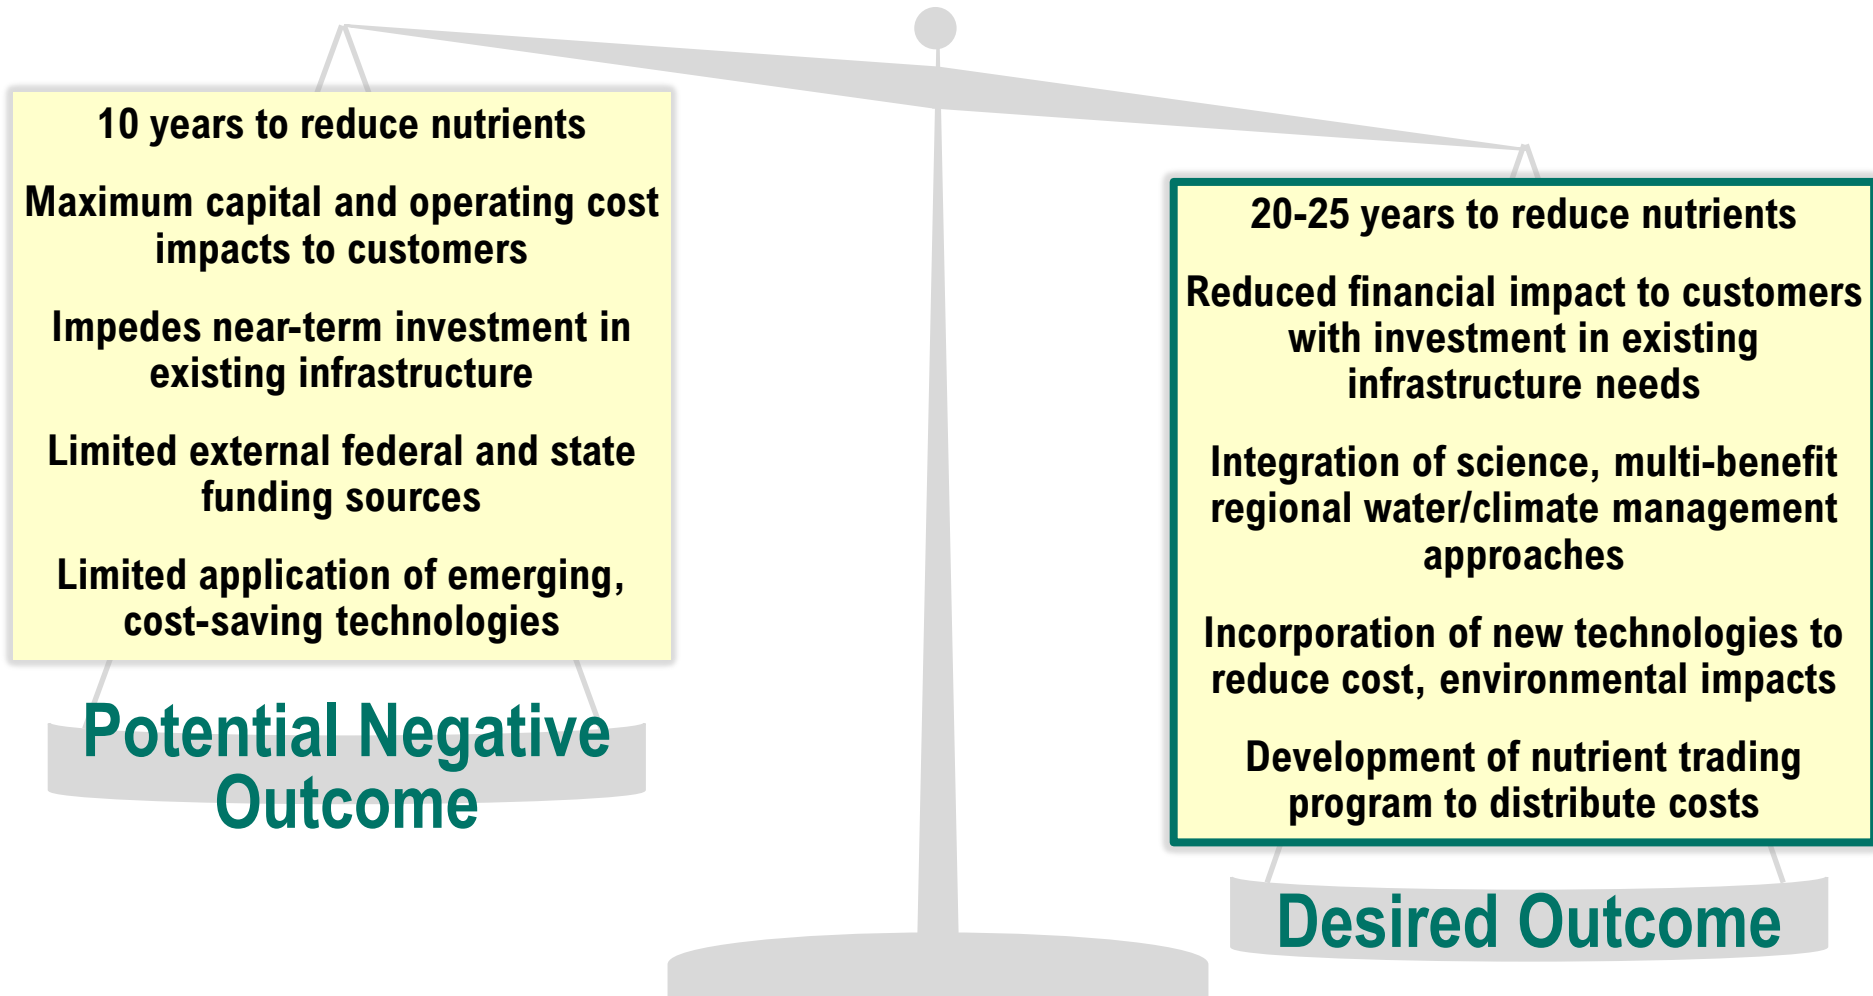 10 years to reduce nutrients
Maximum capital and operating cost
impacts to customers
Impedes near-term investment in
existing infrastructure
Limited external federal and state
funding sources
Limited application of emerging,
cost-saving technologies
Potential Negative
Outcome
20-25 years to reduce nutrients
Reduced financial impact to customers
with investment in existing
infrastructure needs
Integration of science, multi-benefit
regional water/climate management
approaches
Incorporation of new technologies to
reduce cost, environmental impacts
Development of nutrient trading
program to distribute costs
Desired Outcome